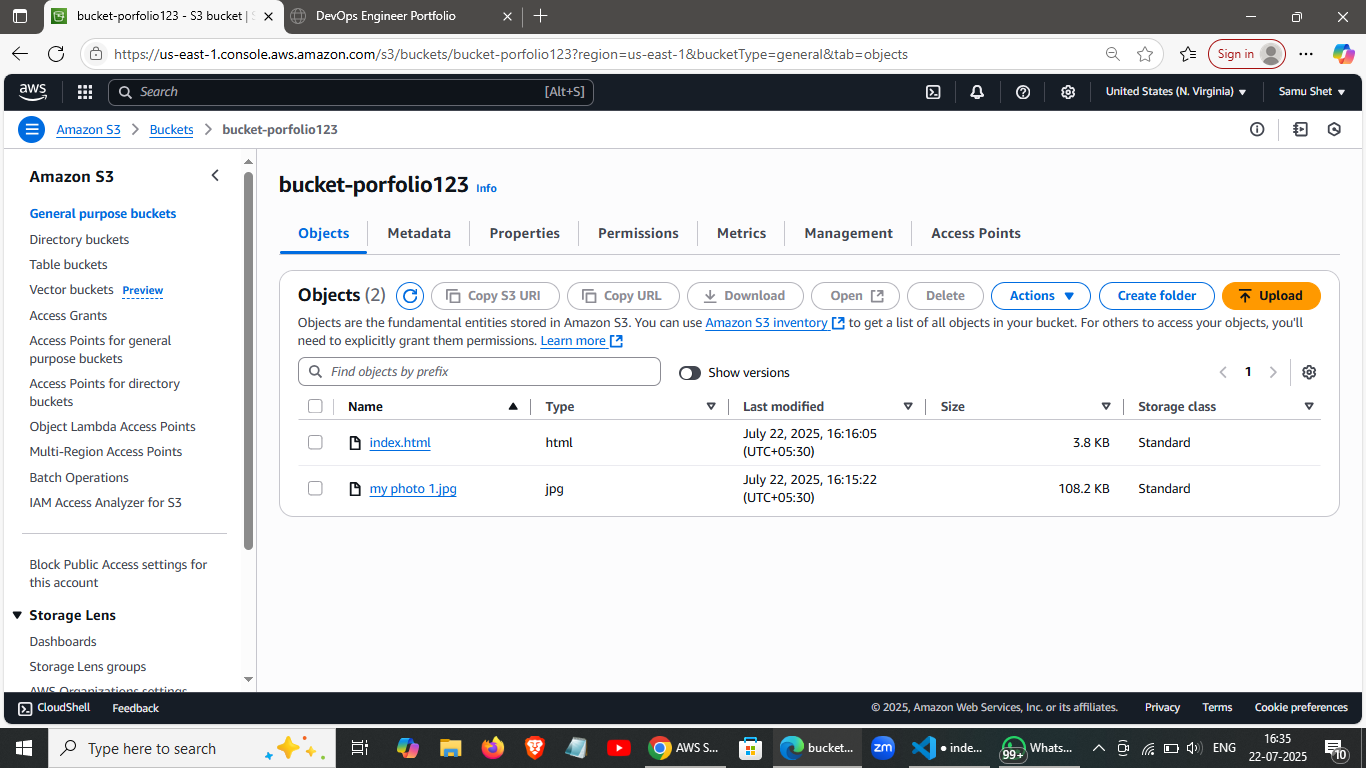 bucket-porfolio123 - S3 bucket | S
DevOps Engineer Portfolio
https://us-east-1.console.aws.amazon.com/s3/buckets/bucket-porfolio123?region=us-east-1&bucketType=general&tab=objects
Sign in
aws
Search
[Alt+S]
United States (N. Virginia)
Samu Shet
Amazon S3
Buckets
bucket-porfolio123
Amazon S3
General purpose buckets
Directory buckets
Table buckets
Vector buckets Preview
Access Grants
Access Points for general
purpose buckets
Access Points for directory
buckets
Object Lambda Access Points
Multi-Region Access Points
Batch Operations
IAM Access Analyzer for S3
Block Public Access settings for
this account
Storage Lens
Dashboards
Storage Lens groups
AWS Organizations settings
bucket-porfolio123 Info
Objects
Metadata
Properties
Permissions
Metrics
Management
Access Points
Objects (2)
Copy S3 URI
Copy URL
Download
Open
Delete
Actions
Create folder
Upload
Objects are the fundamental entities stored in Amazon S3. You can use Amazon S3 inventory to get a list of all objects in your bucket. For others to access your objects, you'll
need to explicitly grant them permissions. Learn more
Find objects by prefix
Show versions
1
Name Type Last modified Size Storage class
index.html html July 22, 2025, 16:16:05 3.8 KB Standard
(UTC+05:30)
my photo 1.jpg jpg July 22, 2025, 16:15:22 108.2 KB Standard
(UTC+05:30)
CloudShell
Feedback
© 2025, Amazon Web Services, Inc. or its affiliates.
Privacy
Terms
Cookie preferences
Type here to search
AWS S...
bucket...
zm
• inde...
99+
Whats...
ENG
16:35
22-07-2025
10